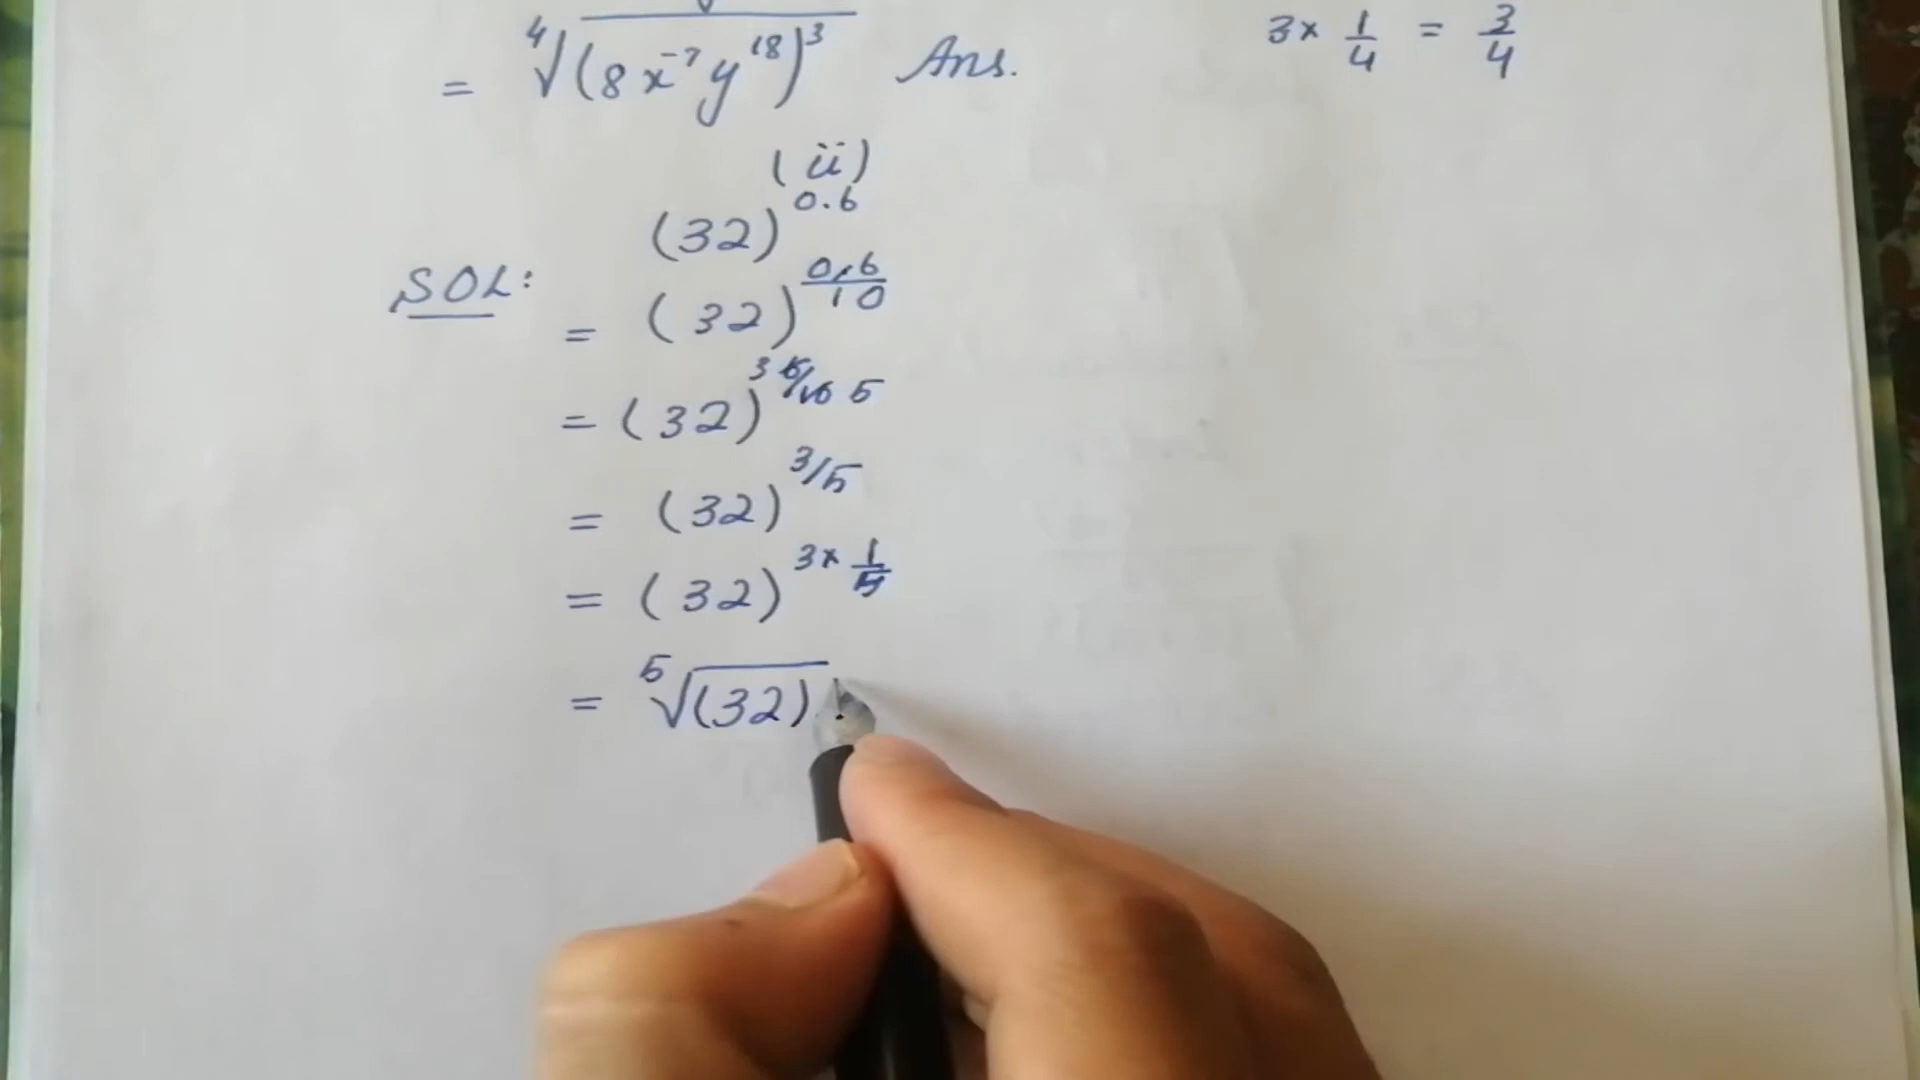 = ⁴√(8x⁻⁷y¹⁸)³ Ans.
3 × 1/4 = 3/4
(ii)
(32)^0.6
SOL:
= (32)^0.6/10
= (32)^3 6/10 5
= (32)^3/5
= (32)^3 × 1/5
= ⁵√(32)